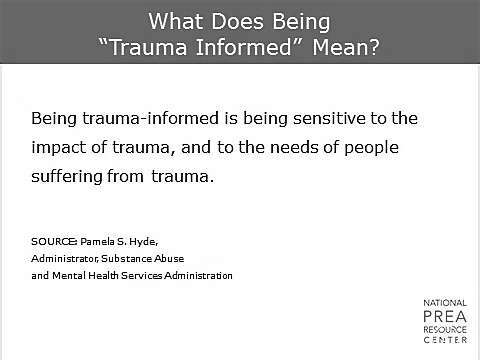 What Does Being
“Trauma Informed” Mean?
Being trauma-informed is being sensitive to the
impact of trauma, and to the needs of people
suffering from trauma.
SOURCE: Pamela S. Hyde,
Administrator, Substance Abuse
and Mental Health Services Administration
NATIONAL
PREA
RESOURCE
CENTER